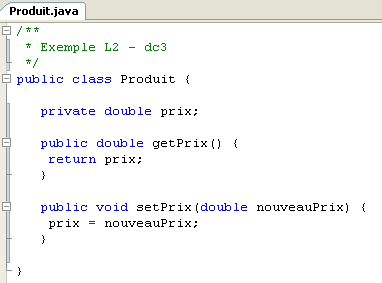 Produit.java
/**
 * Exemple L2 - dc3
 */
public class Produit {
private double prix;
public double getPrix() {
return prix;
}
public void setPrix(double nouveauPrix) {
prix = nouveauPrix;
}
}